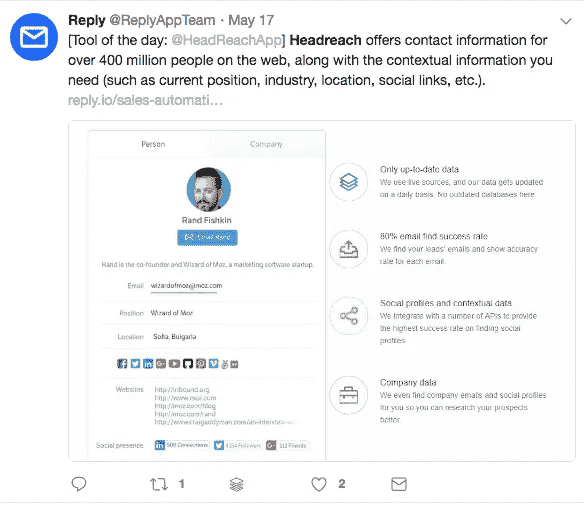 Reply @ReplyAppTeam · May 17
[Tool of the day: @HeadReachApp] Headreach offers contact information for
over 400 million people on the web, along with the contextual information you
need (such as current position, industry, location, social links, etc.).
reply.io/sales-automati...
Person Company
Rand Fishkin
Rand is the co-founder and Wizard of Moz, a marketing software startup.
Email wizardofmoz@moz.com
Position Wizard of Moz
Location Sofia, Bulgaria
Websites http://inbound.org
http://www.moz.com
http://moz.com/blog
http://moz.com/rand
Social presence 500 Connections Followers 112 Friends
Only up-to-date data
We use live sources, and our data gets updated
on a daily basis. No outdated databases here.
80% email find success rate
We find your leads' emails and show accuracy
rate for each email.
Social profiles and contextual data
We integrate with a number of APIs to provide
the highest success rate on finding social
profiles.
Company data
We even find company emails and social profiles
for you so you can research your prospects
better.
1
2